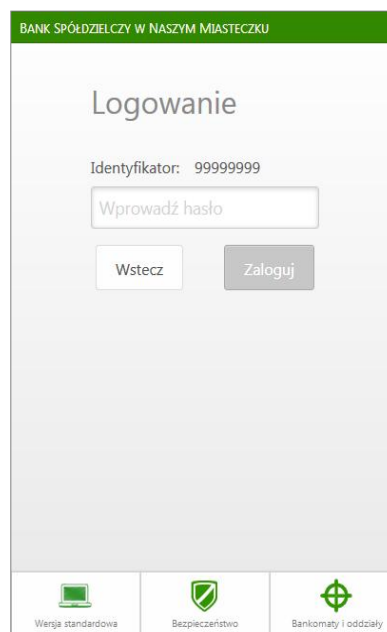 BANK SPÓŁDZIELCZY W NASZYM MIASTECZKU
Logowanie
Identyfikator: 99999999
Wprowadź hasło
Wstecz Zaloguj
Wersja standardowa Bezpieczeństwo Bankomaty i oddziały